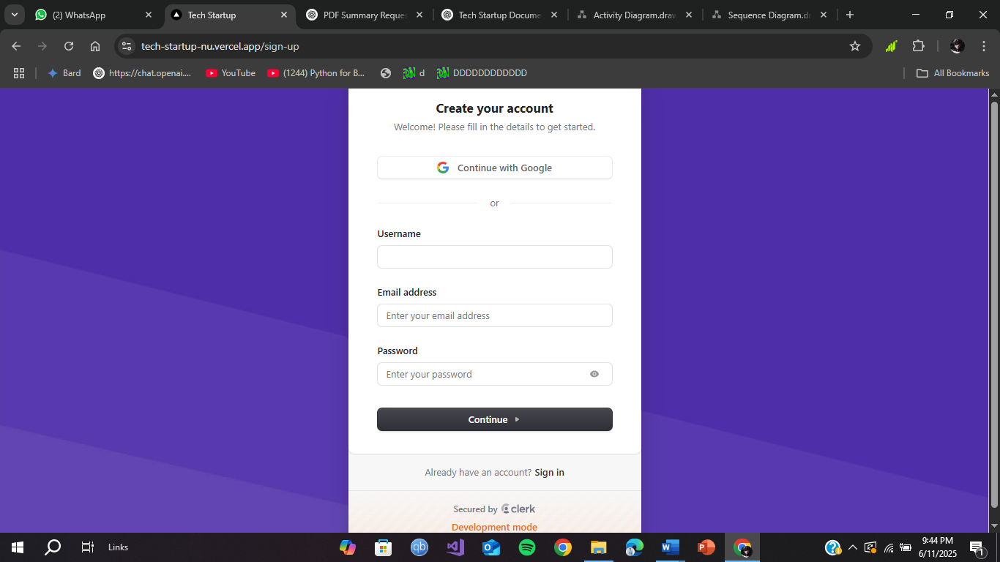 (2) WhatsApp
Tech Startup
PDF Summary Reques
Tech Startup Docume
Activity Diagram.draw
Sequence Diagram.dr
tech-startup-nu.vercel.app/sign-up
Bard
https://chat.openai....
YouTube
(1244) Python for B...
d
DDDDDDDDDDDD
All Bookmarks
Create your account
Welcome! Please fill in the details to get started.
Continue with Google
or
Username
Email address
Enter your email address
Password
Enter your password
Continue
Already have an account? Sign in
Secured by clerk
Development mode
Links
qb
9:44 PM
6/11/2025
1